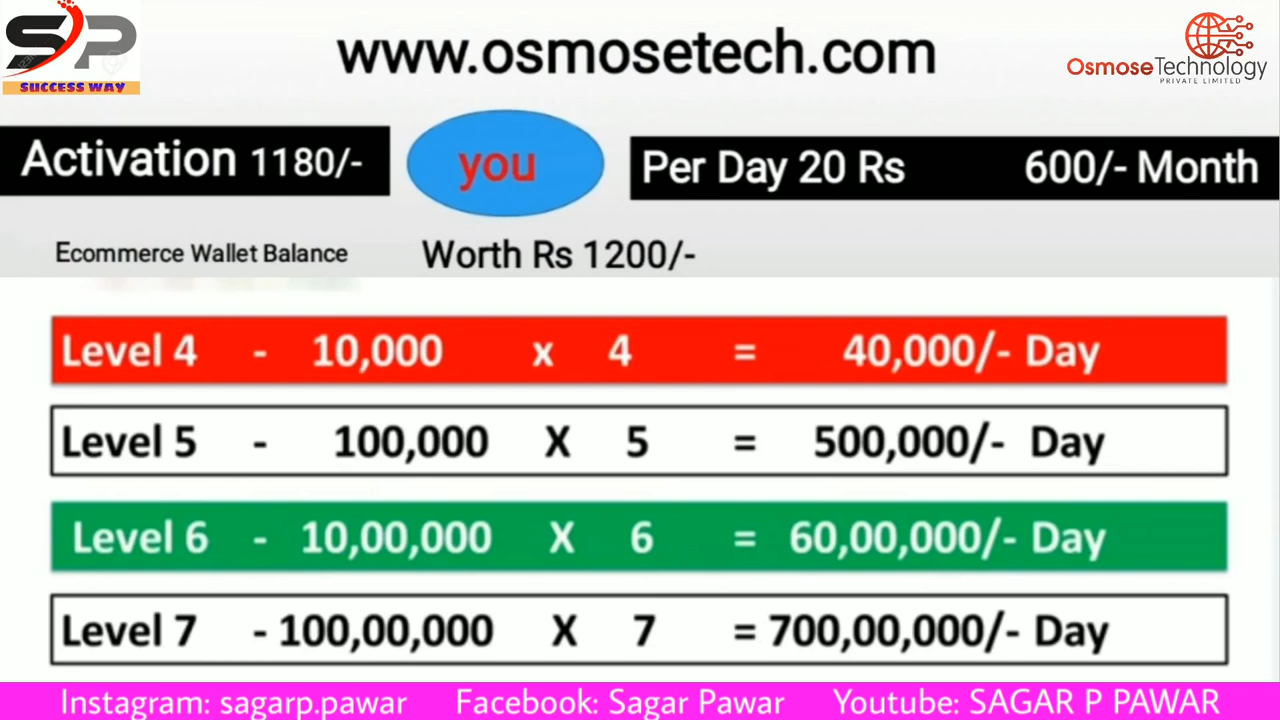 SP
SUCCESS WAY
www.osmosetech.com
OsmoseTechnology
PRIVATE LIMITED
Activation 1180/-
you
Per Day 20 Rs 600/- Month
Ecommerce Wallet Balance Worth Rs 1200/-
Level 4 - 10,000 x 4 = 40,000/- Day
Level 5 - 100,000 X 5 = 500,000/- Day
Level 6 - 10,00,000 X 6 = 60,00,000/- Day
Level 7 - 100,00,000 X 7 = 700,00,000/- Day
Instagram: sagarp.pawar Facebook: Sagar Pawar Youtube: SAGAR P PAWAR